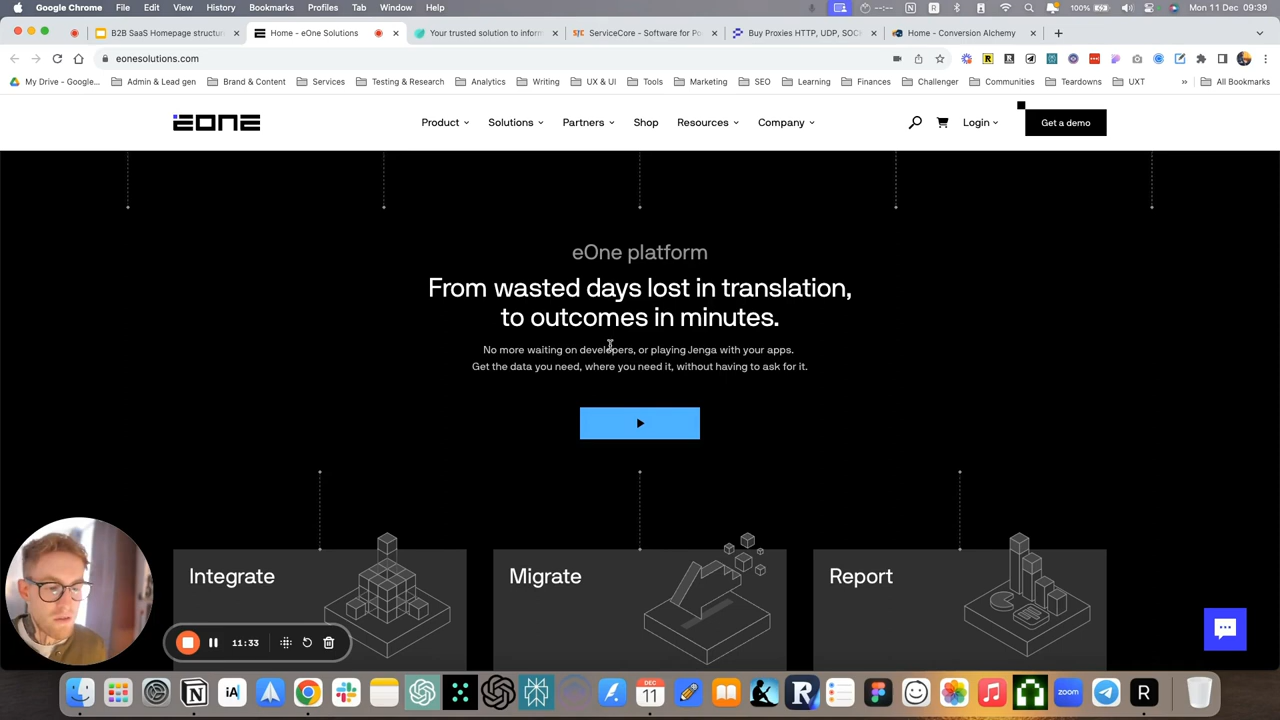 Google Chrome File Edit View History Bookmarks Profiles Tab Window Help 100% Mon 11 Dec 09:39
B2B SaaS Homepage structure
Home - eOne Solutions
Your trusted solution to inform
ServiceCore - Software for Po
Buy Proxies HTTP, UDP, SOC
Home - Conversion Alchemy
eonesolutions.com
My Drive - Google... Admin & Lead gen Brand & Content Services Testing & Research Analytics Writing UX & UI Tools Marketing SEO Learning Finances Challenger Communities Teardowns UXT » All Bookmarks
EONE
Product Solutions Partners Shop Resources Company Login Get a demo
eOne platform
From wasted days lost in translation,
to outcomes in minutes.
No more waiting on developers, or playing Jenga with your apps.
Get the data you need, where you need it, without having to ask for it.
Integrate
Migrate
Report
11:33
iA
DEC
11
zoom
R